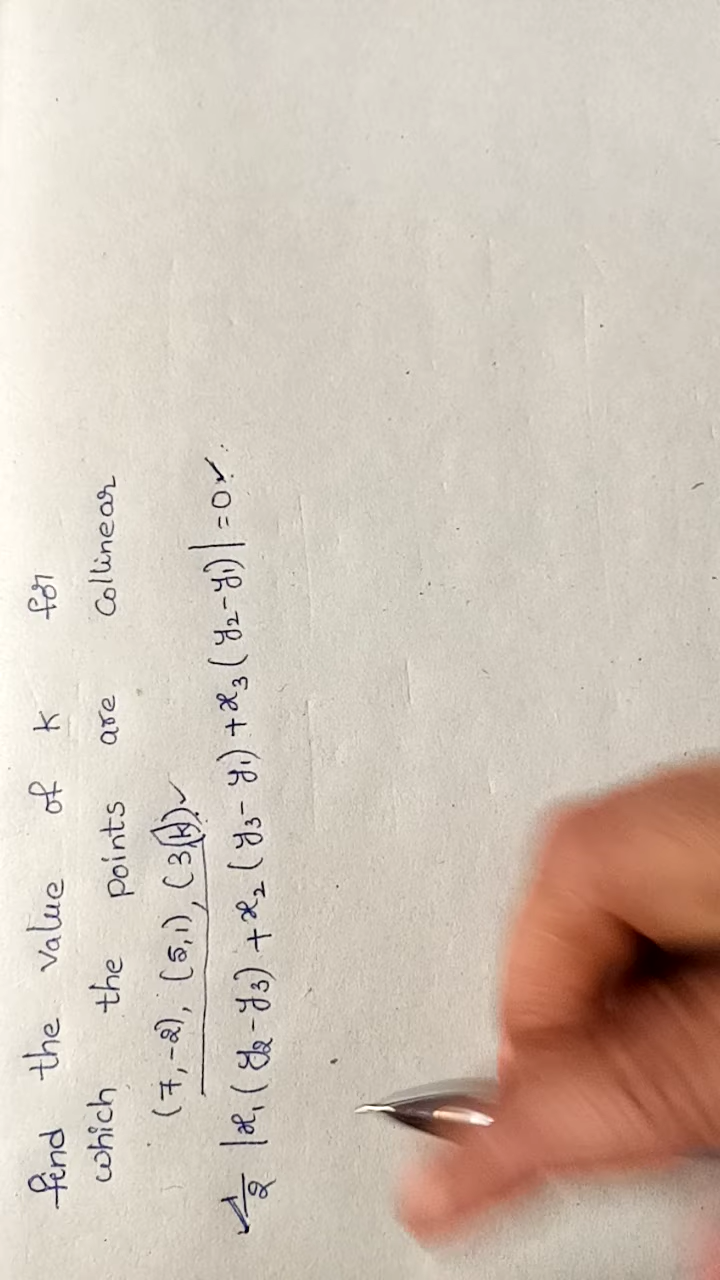 find the value of k for
which the points are collinear
(7,-2), (5,1), (3,k)✓
✓1/2 |x₁(y₂-y₃)+x₂(y₃-y₁)+x₃(y₂-y₁)|=0✓